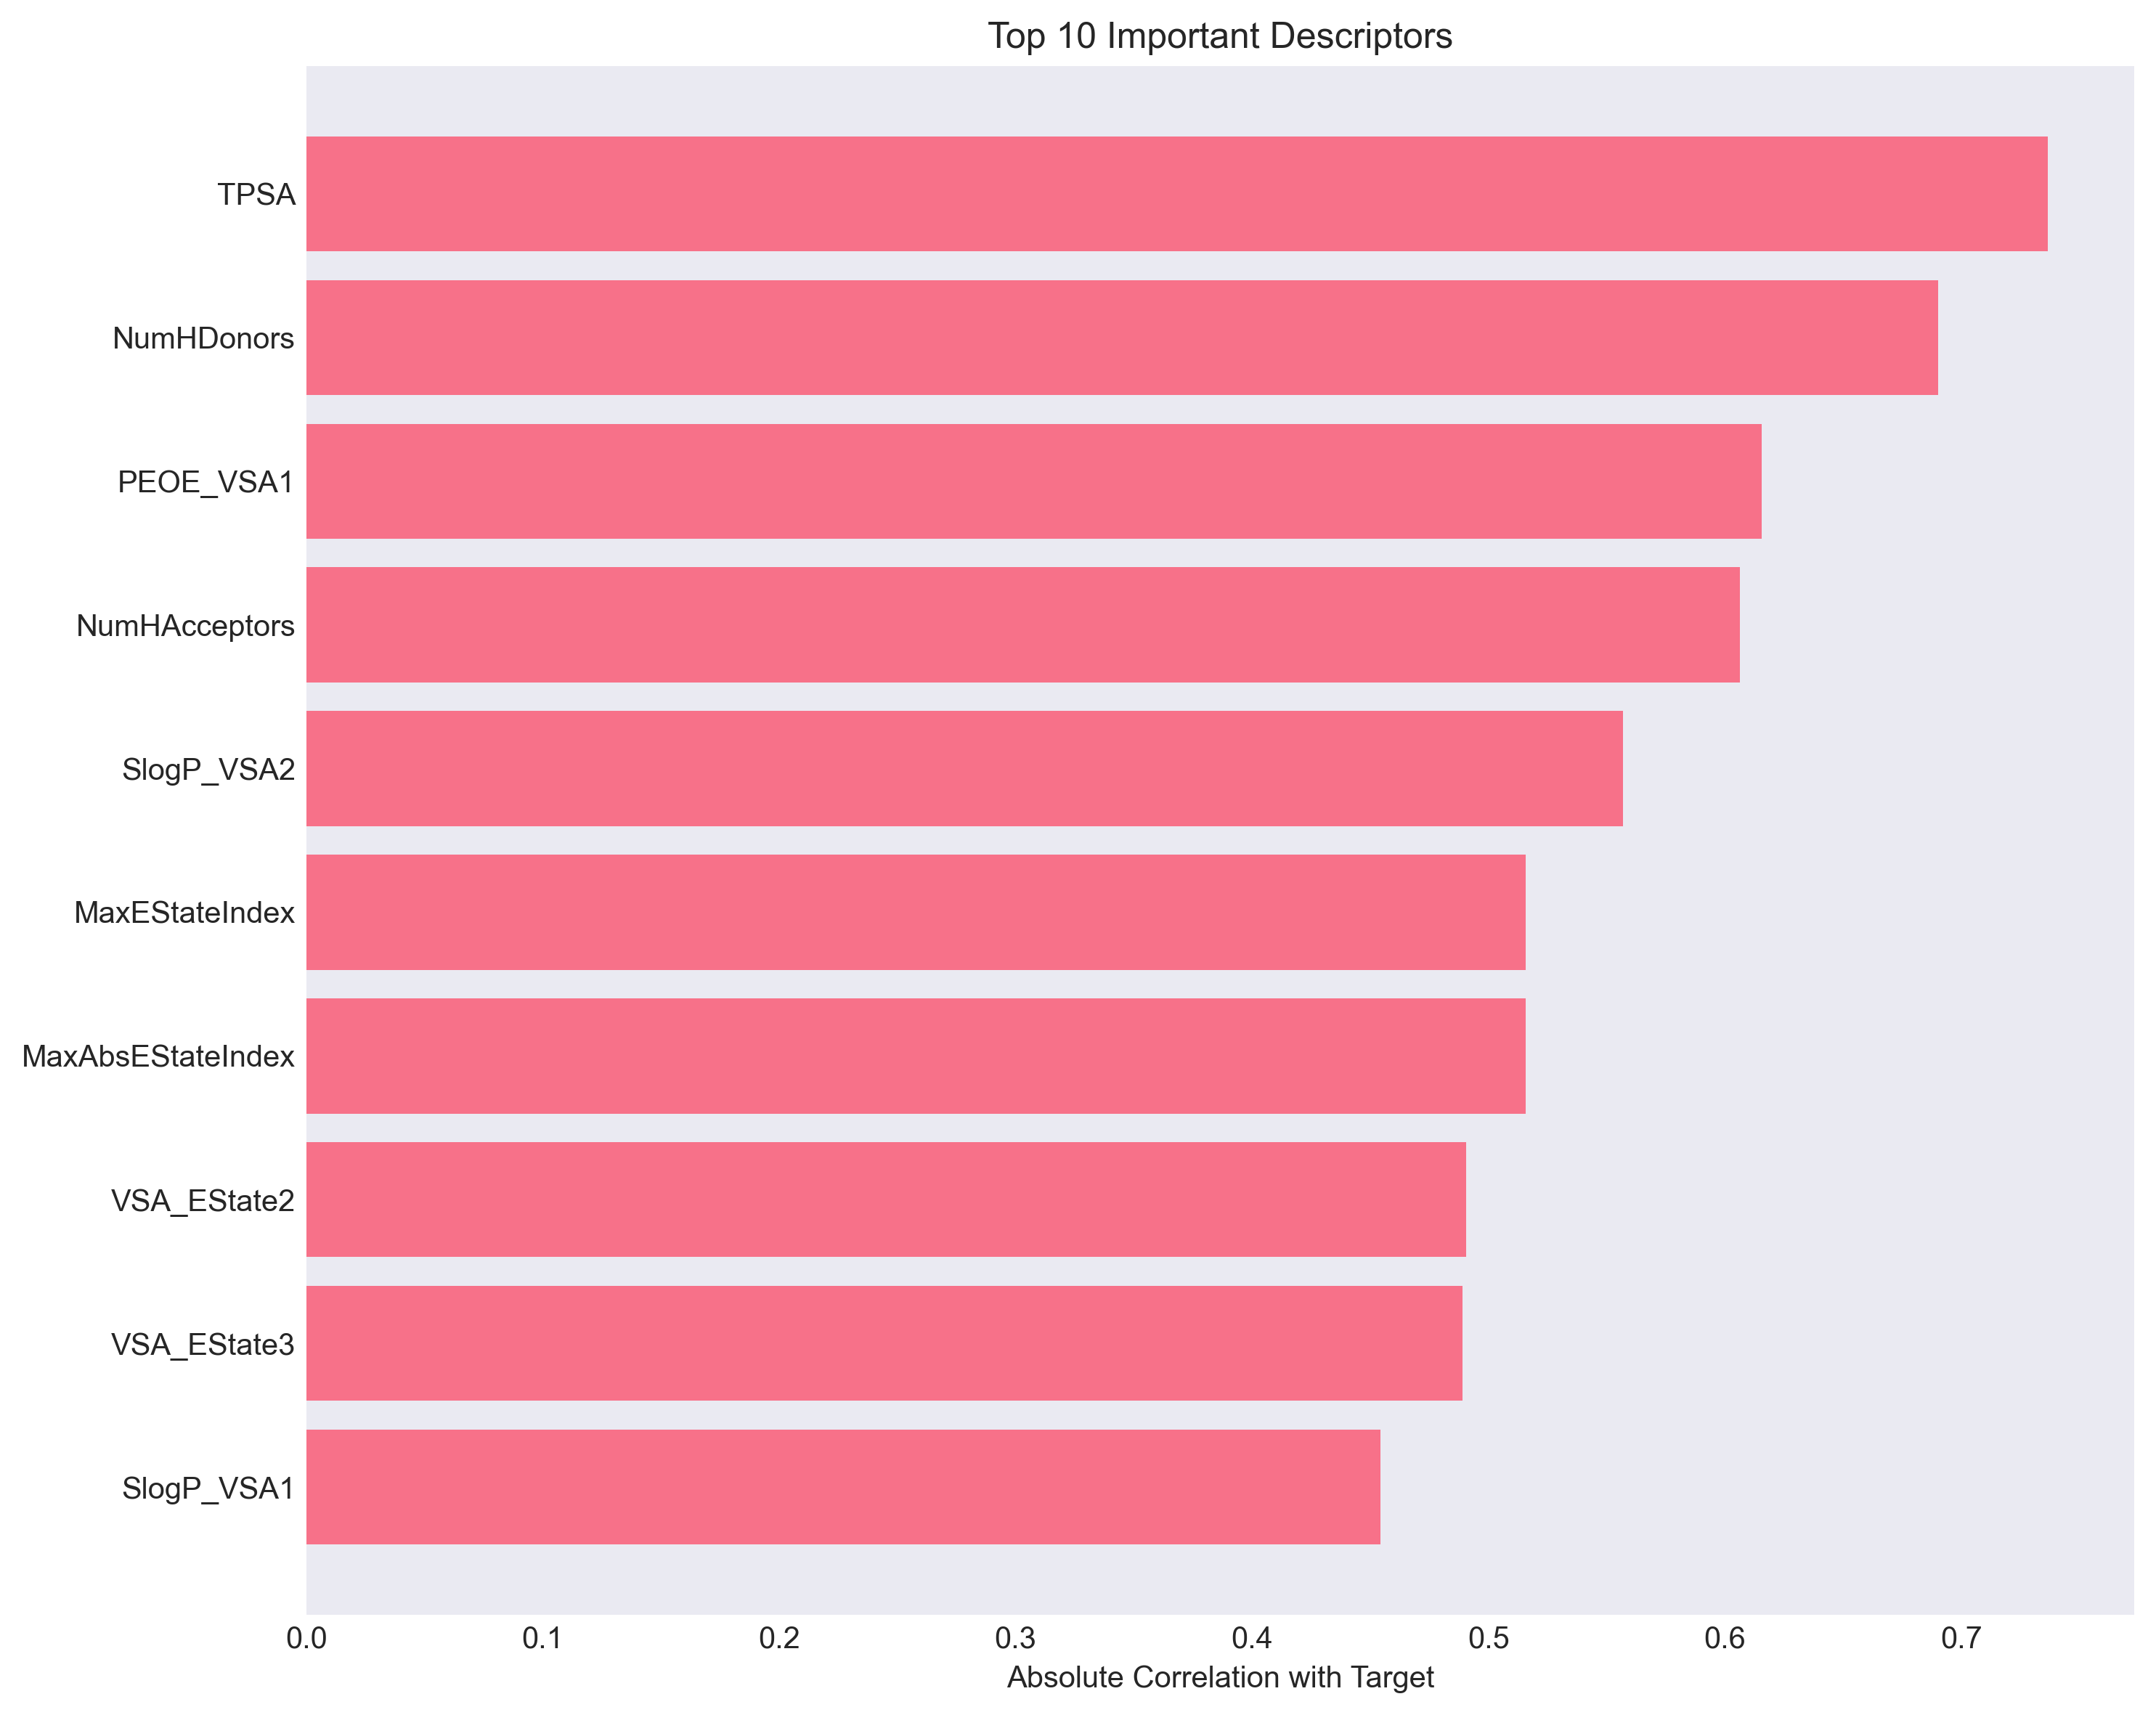 Top 10 Important Descriptors
TPSA
NumHDonors
PEOE_VSA1
NumHAcceptors
SlogP_VSA2
MaxEStateIndex
MaxAbsEStateIndex
VSA_EState2
VSA_EState3
SlogP_VSA1
0.0 0.1 0.2 0.3 0.4 0.5 0.6 0.7
Absolute Correlation with Target